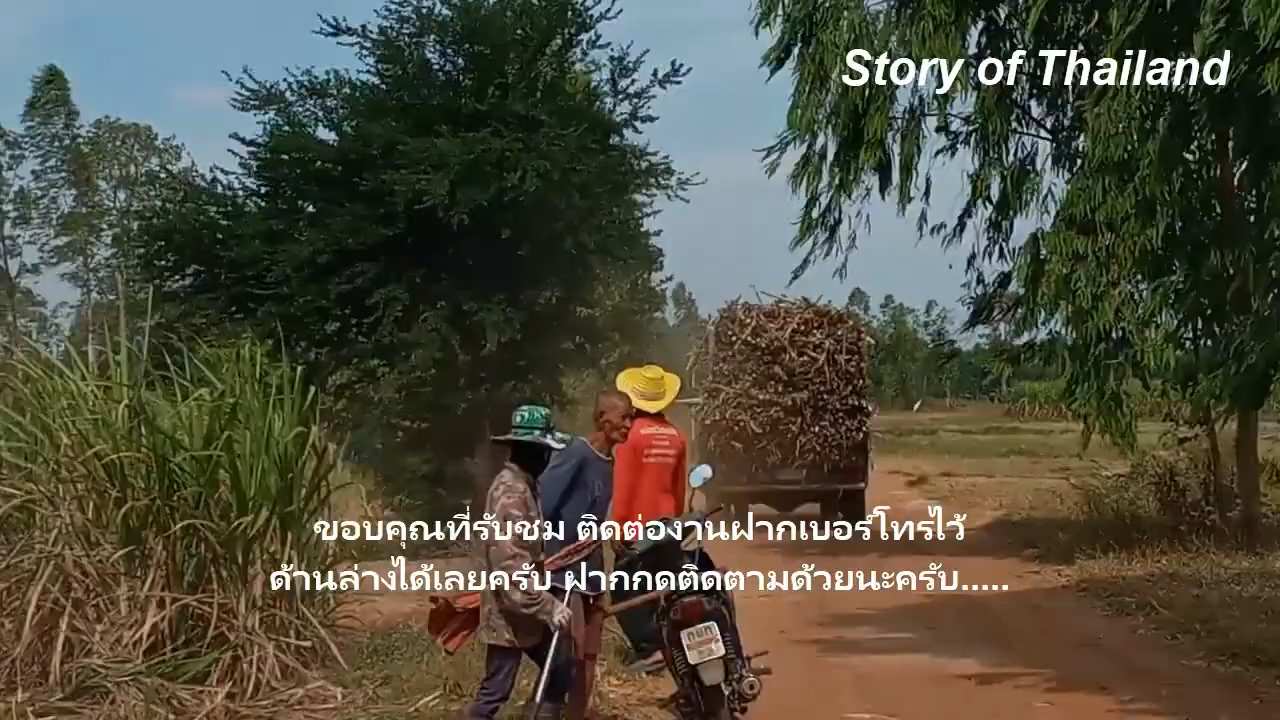 Story of Thailand
ขอบคุณที่รับชม ติดต่องานฝากเบอร์โทรไว้
ด้านล่างได้เลยครับ ฝากกดติดตามด้วยนะครับ.....